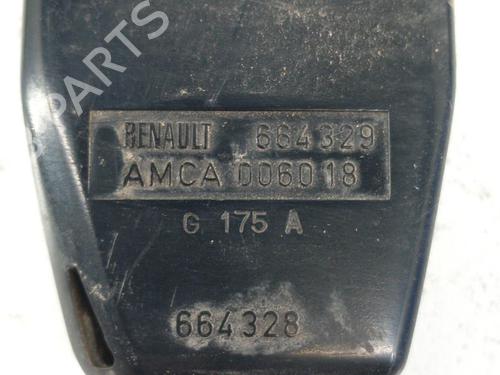 PARTS
RENAULT 664329
AMCA 006018
G 175 A
664328